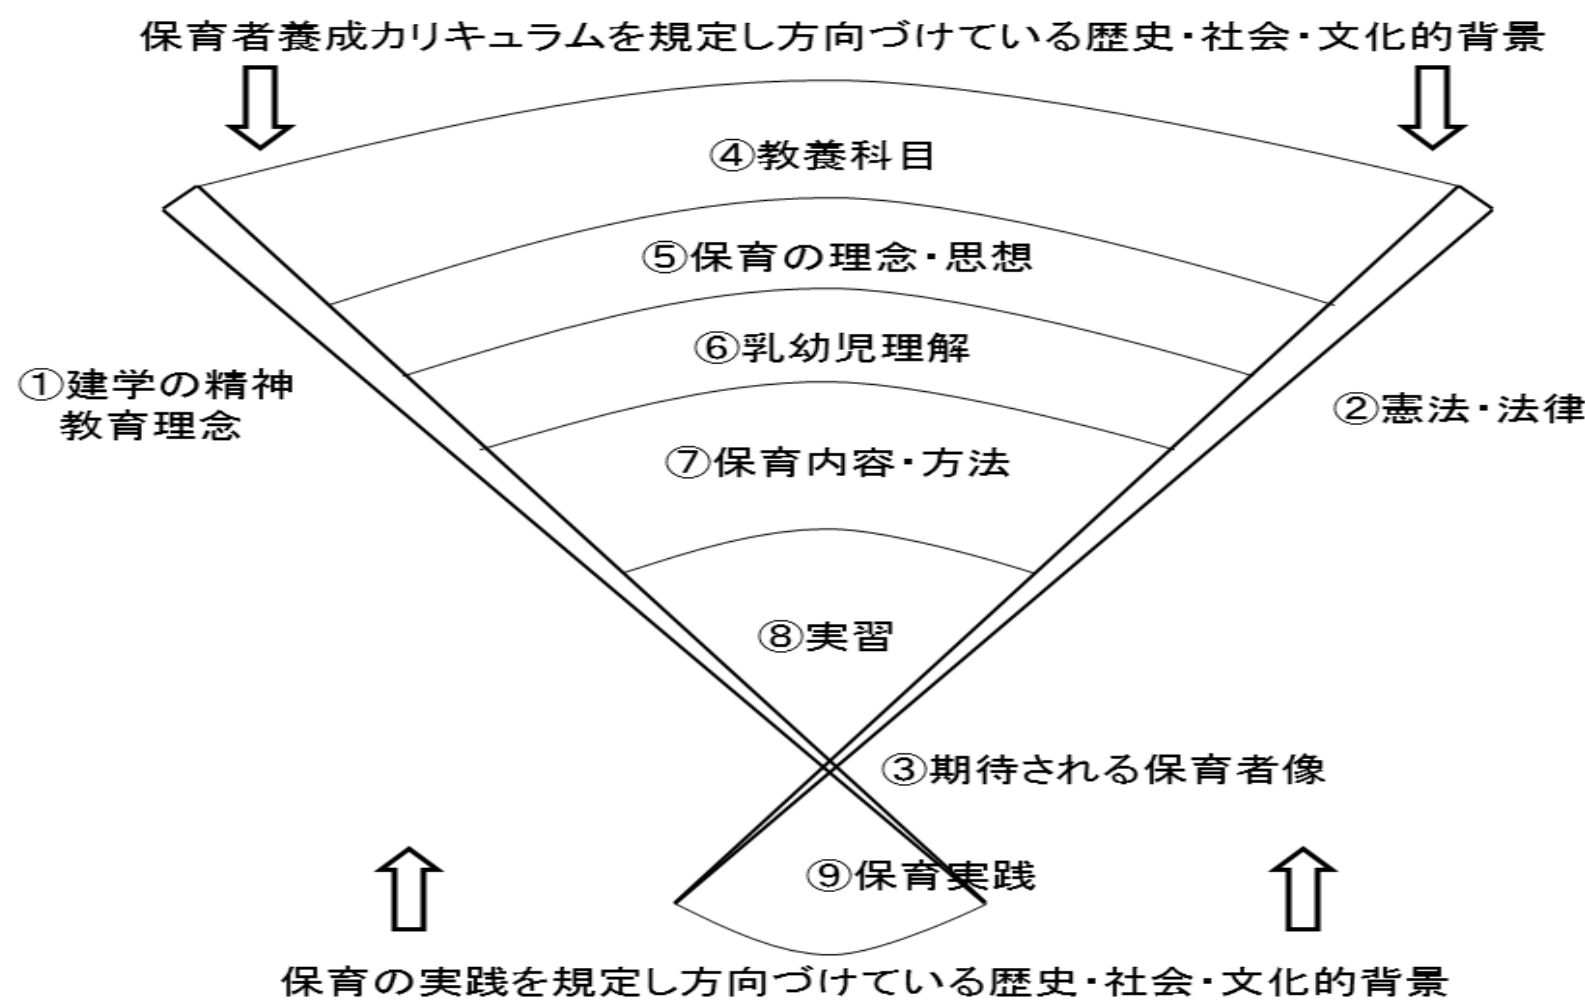 保育者養成カリキュラムを規定し方向づけている歴史・社会・文化的背景
④教養科目
⑤保育の理念・思想
⑥乳幼児理解
①建学の精神
教育理念
②憲法・法律
⑦保育内容・方法
⑧実習
③期待される保育者像
⑨保育実践
保育の実践を規定し方向づけている歴史・社会・文化的背景